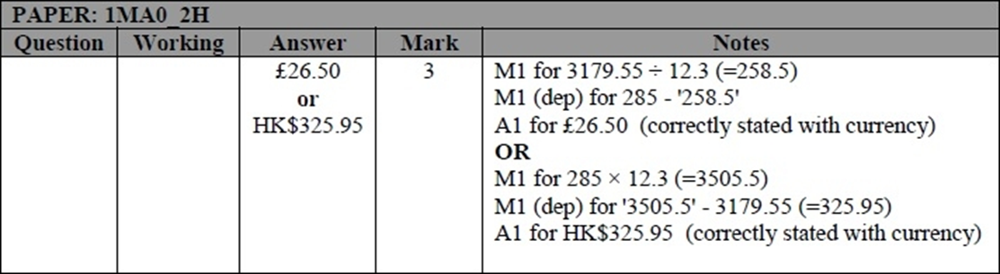 PAPER: 1MA0_2H
Question Working Answer Mark Notes
£26.50 3 M1 for 3179.55 ÷ 12.3 (=258.5)
or M1 (dep) for 285 - '258.5'
HK$325.95 A1 for £26.50 (correctly stated with currency)
OR
M1 for 285 × 12.3 (=3505.5)
M1 (dep) for '3505.5' - 3179.55 (=325.95)
A1 for HK$325.95 (correctly stated with currency)